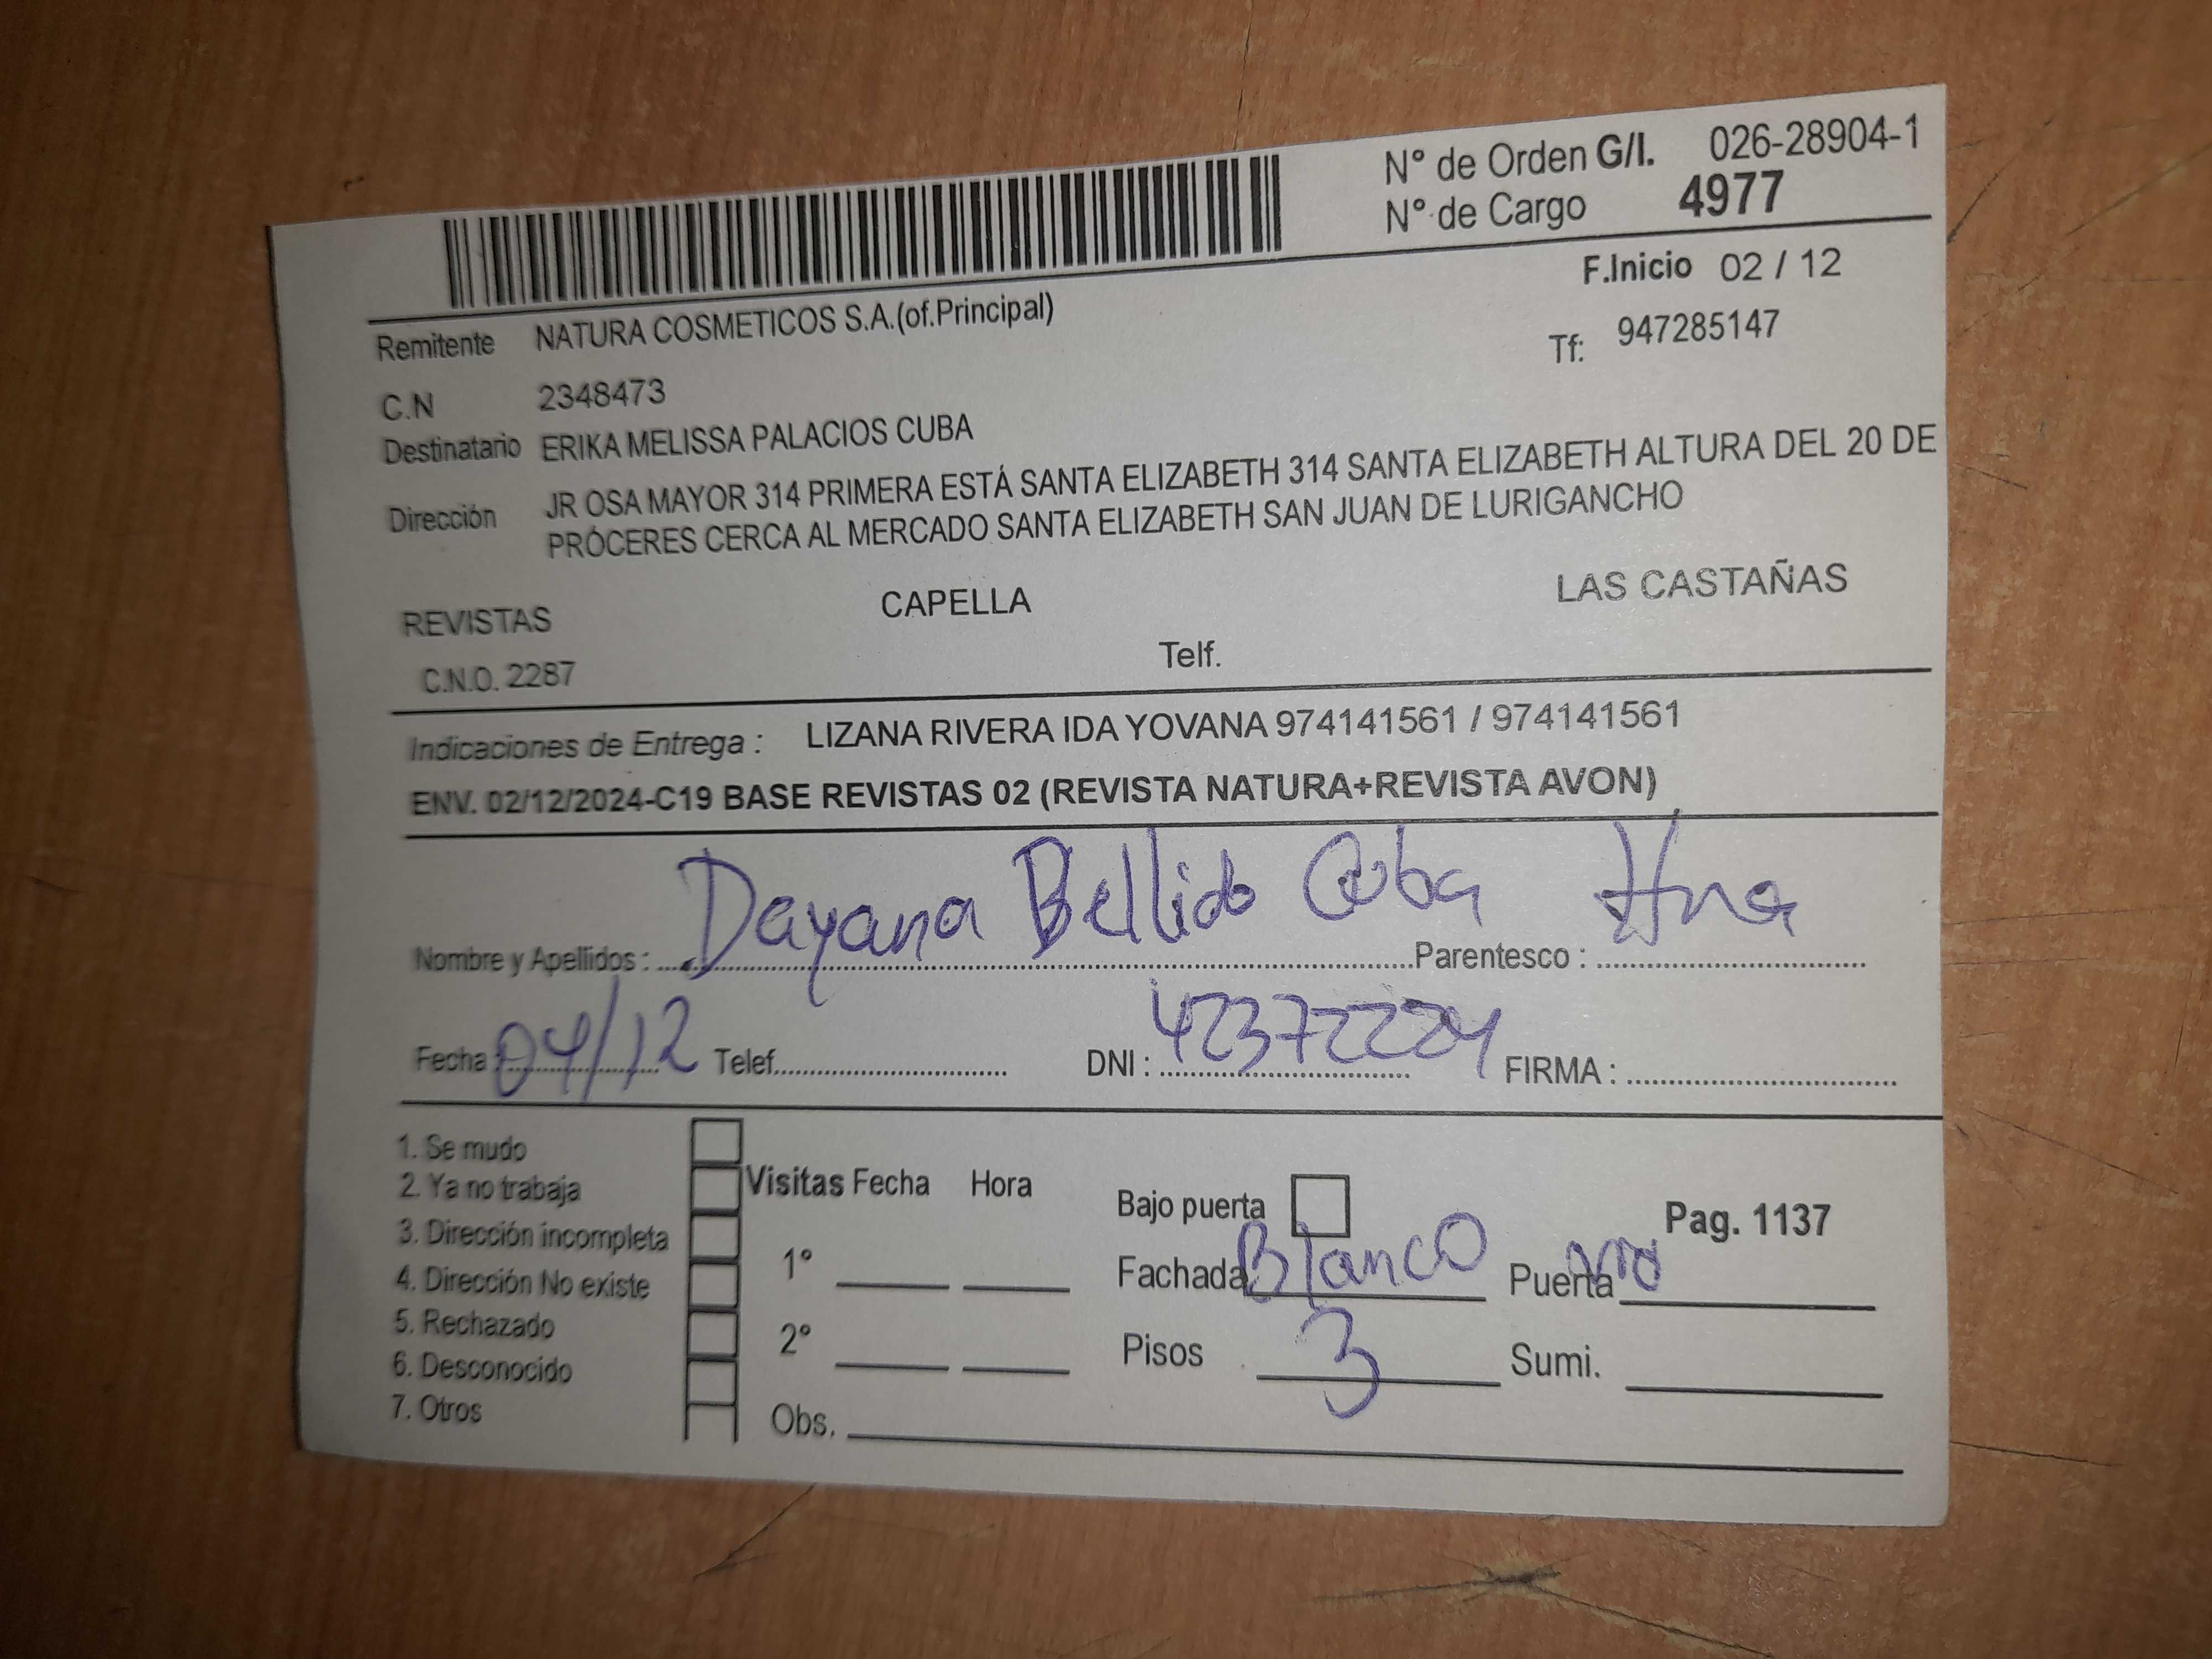 N° de Orden G/I. 026-28904-1
N° de Cargo 4977
F.Inicio 02 / 12
Remitente NATURA COSMETICOS S.A.(of.Principal)
Tf: 947285147
C.N 2348473
Destinatario ERIKA MELISSA PALACIOS CUBA
Dirección JR OSA MAYOR 314 PRIMERA ESTÁ SANTA ELIZABETH 314 SANTA ELIZABETH ALTURA DEL 20 DE
PRÓCERES CERCA AL MERCADO SANTA ELIZABETH SAN JUAN DE LURIGANCHO
REVISTAS CAPELLA LAS CASTAÑAS
C.N.O. 2287 Telf.
Indicaciones de Entrega : LIZANA RIVERA IDA YOVANA 974141561 / 974141561
ENV. 02/12/2024-C19 BASE REVISTAS 02 (REVISTA NATURA+REVISTA AVON)
Nombre y Apellidos : Dayana Bellido Cuba Parentesco : Hna
Fecha : 04/12 Telef. DNI : 42372224 FIRMA :
1. Se mudo
2. Ya no trabaja Visitas Fecha Hora Bajo puerta Pag. 1137
3. Dirección incompleta
4. Dirección No existe 1° Fachada Blanco Puerta
5. Rechazado
6. Desconocido 2° Pisos 3 Sumi.
7. Otros Obs.